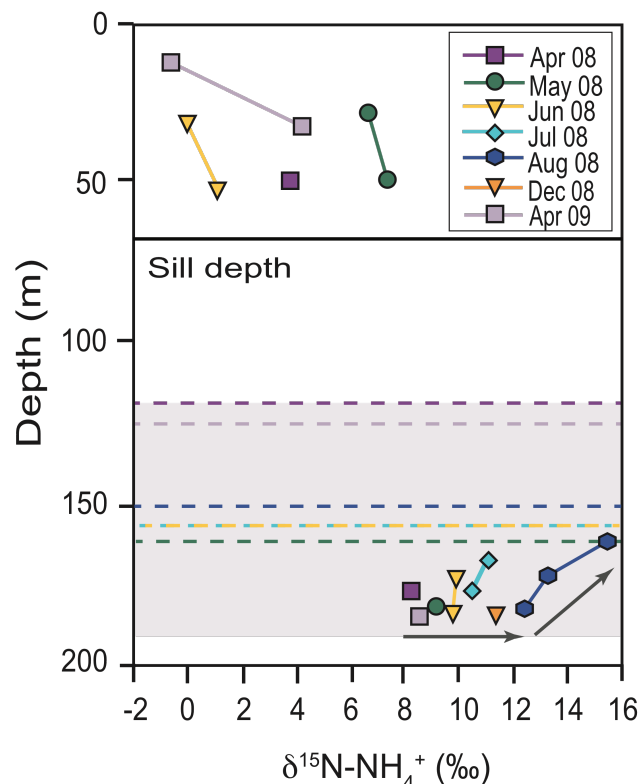 0
50
100
150
200
Depth (m)
Apr 08
May 08
Jun 08
Jul 08
Aug 08
Dec 08
Apr 09
Sill depth
-2 0 2 4 6 8 10 12 14 16
δ¹⁵N-NH₄⁺ (‰)